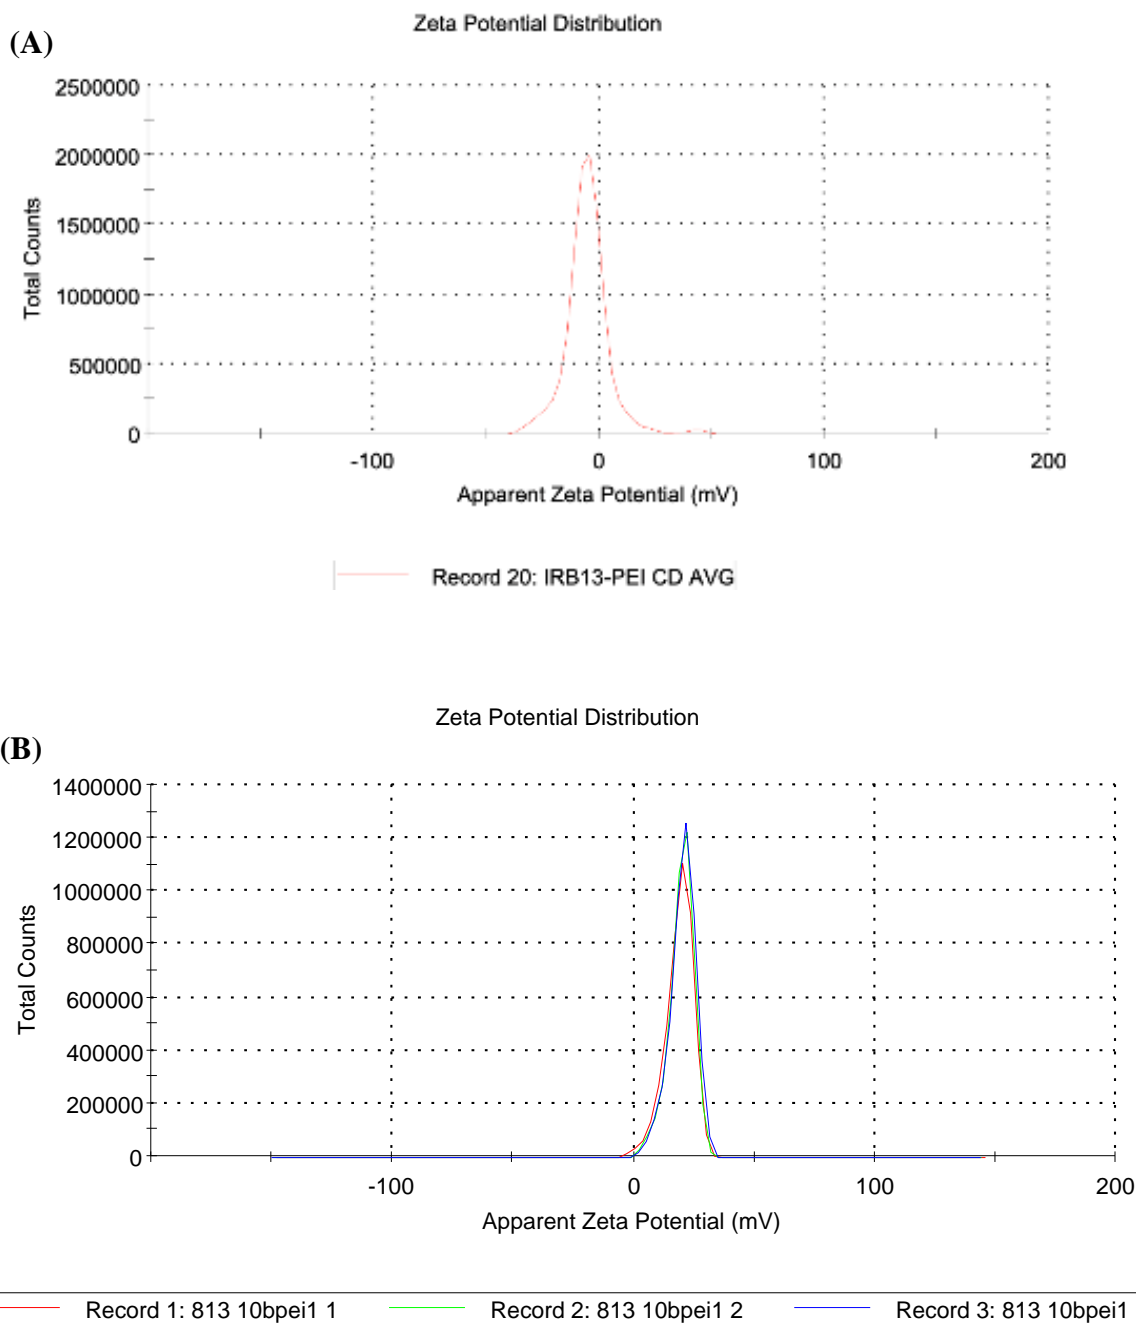 Zeta Potential Distribution
(A)
2500000
2000000
1500000
1000000
500000
0
Total Counts
-100 0 100 200
Apparent Zeta Potential (mV)
Record 20: IRB13-PEI CD AVG
Zeta Potential Distribution
(B)
1400000
1200000
1000000
800000
600000
400000
200000
0
Total Counts
-100 0 100 200
Apparent Zeta Potential (mV)
Record 1: 813 10bpei1 1 Record 2: 813 10bpei1 2 Record 3: 813 10bpei1